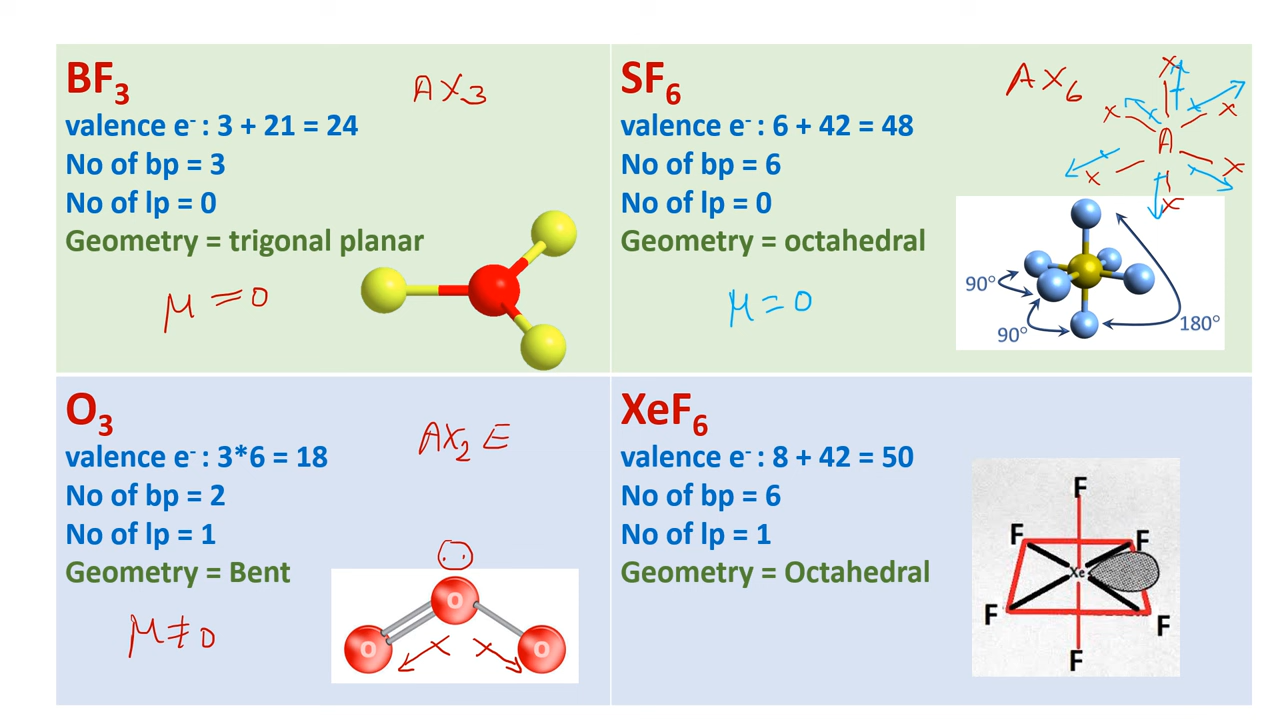 BF3
AX3
valence e- : 3 + 21 = 24
No of bp = 3
No of lp = 0
Geometry = trigonal planar
μ = 0
SF6
AX6
X
X
X
A
X
X
X
valence e- : 6 + 42 = 48
No of bp = 6
No of lp = 0
Geometry = octahedral
μ = 0
90°
90°
180°
O3
AX2E
valence e- : 3*6 = 18
No of bp = 2
No of lp = 1
Geometry = Bent
μ ≠ 0
O
O
O
XeF6
valence e- : 8 + 42 = 50
No of bp = 6
No of lp = 1
Geometry = Octahedral
F
F
F
Xe
F
F
F